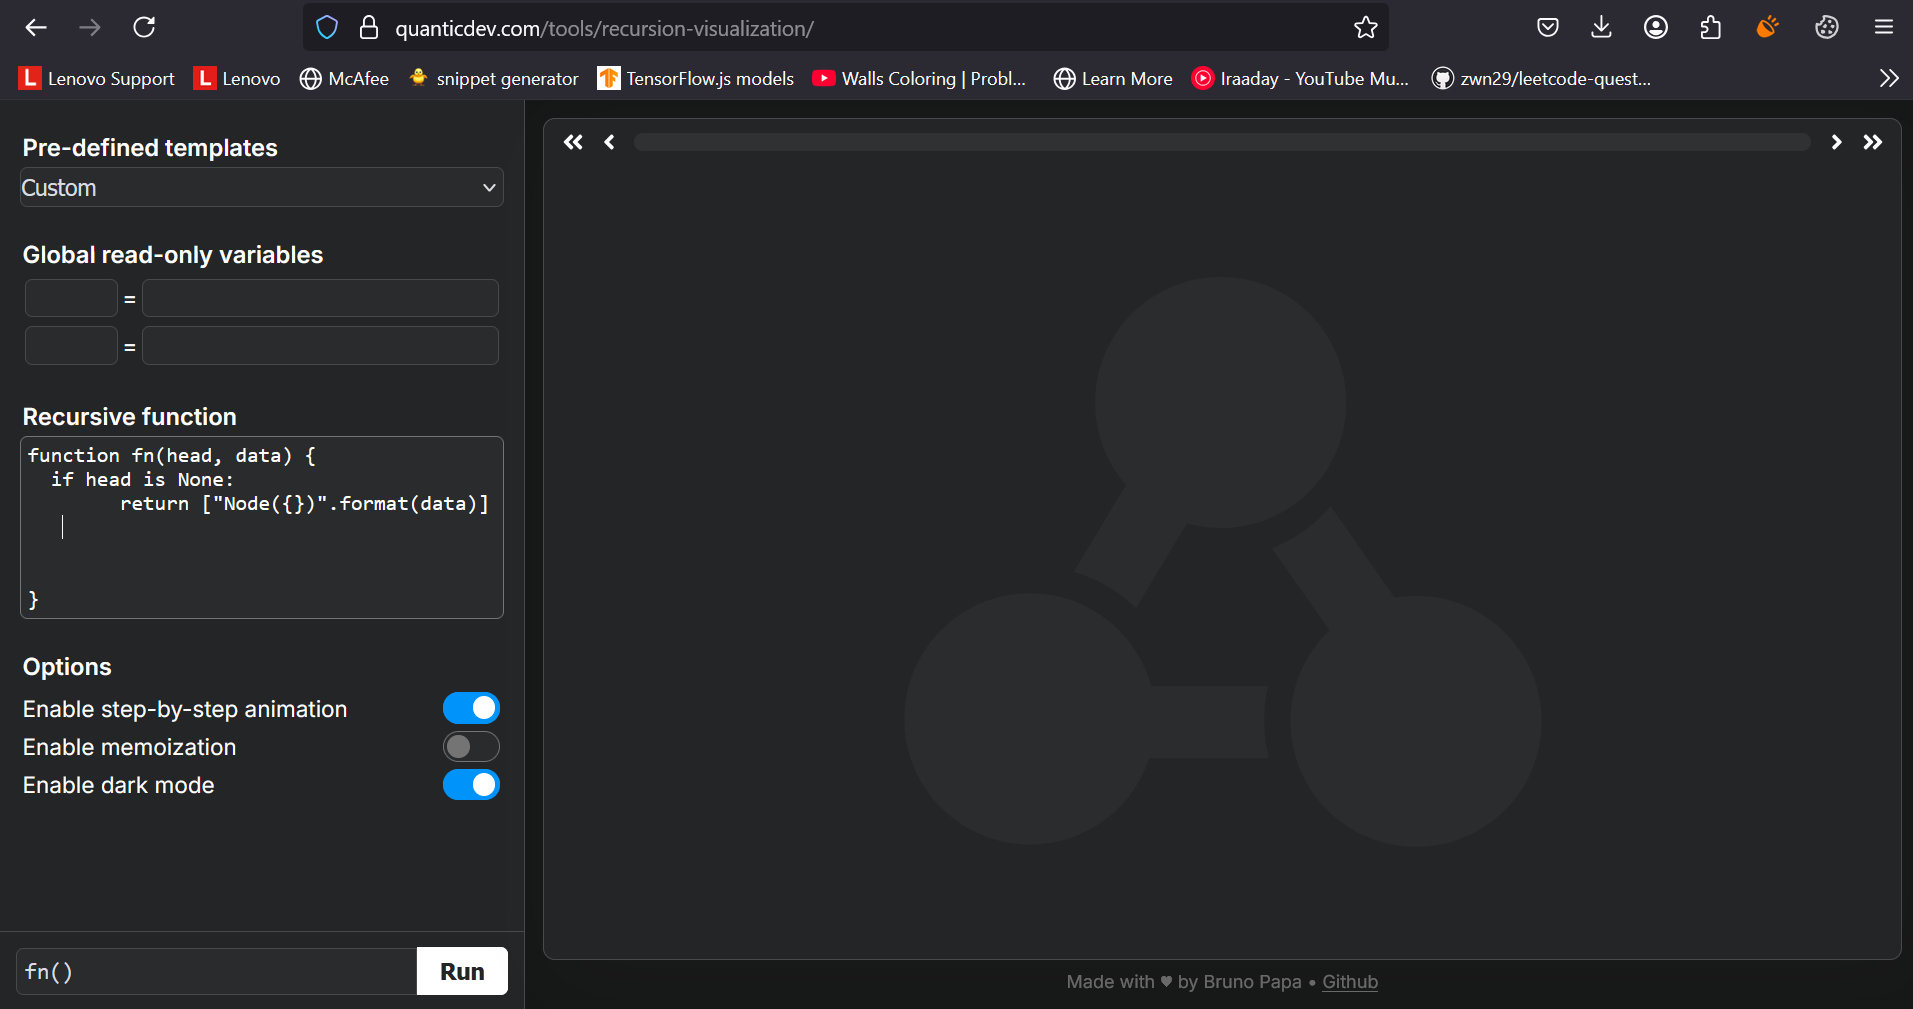 quanticdev.com/tools/recursion-visualization/
Lenovo Support
Lenovo
McAfee
snippet generator
TensorFlow.js models
Walls Coloring | Probl...
Learn More
Iraaday - YouTube Mu...
zwn29/leetcode-quest...
Pre-defined templates
Custom
Global read-only variables
=
=
Recursive function
function fn(head, data) {
  if head is None:
        return ["Node({})".format(data)]
}
Options
Enable step-by-step animation
Enable memoization
Enable dark mode
fn()
Run
Made with ♥ by Bruno Papa • Github